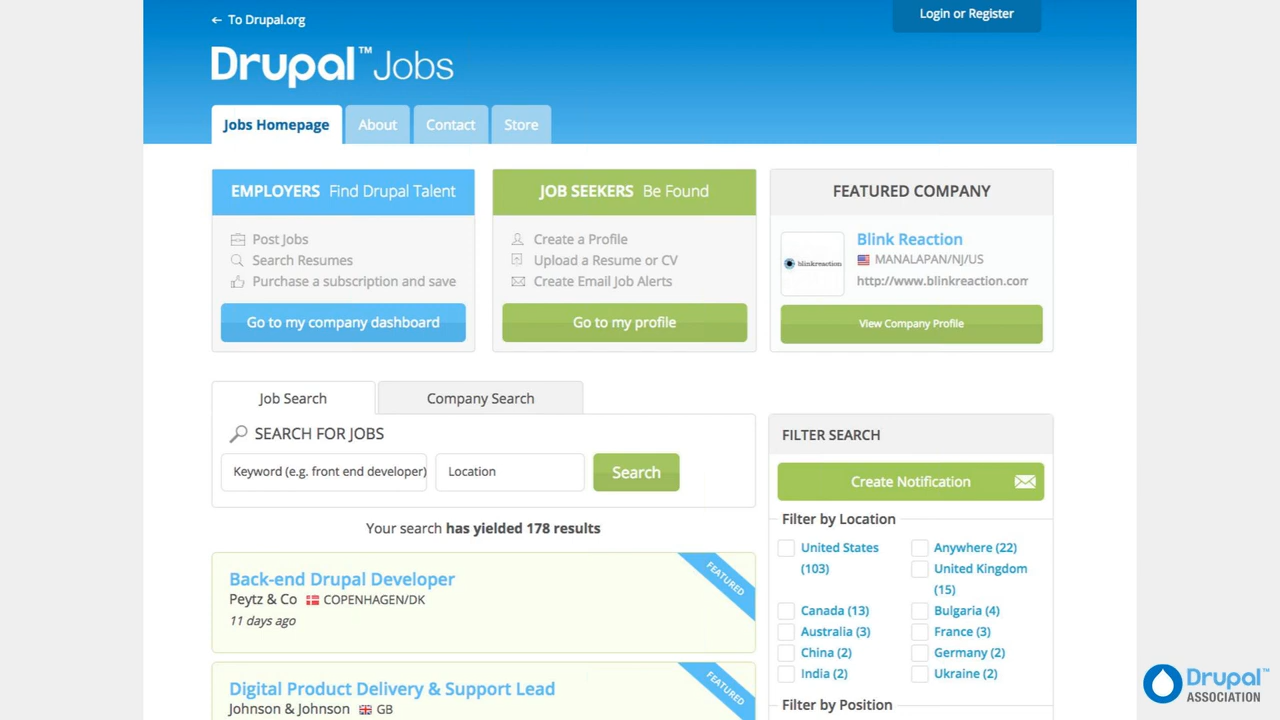 ← To Drupal.org
Login or Register
Drupal™ Jobs
Jobs Homepage
About
Contact
Store
EMPLOYERS Find Drupal Talent
Post Jobs
Search Resumes
Purchase a subscription and save
Go to my company dashboard
JOB SEEKERS Be Found
Create a Profile
Upload a Resume or CV
Create Email Job Alerts
Go to my profile
FEATURED COMPANY
blinkreaction
Blink Reaction
MANALAPAN/NJ/US
http://www.blinkreaction.com
View Company Profile
Job Search
Company Search
SEARCH FOR JOBS
Keyword (e.g. front end developer)
Location
Search
Your search has yielded 178 results
Back-end Drupal Developer
Peytz & Co COPENHAGEN/DK
11 days ago
FEATURED
Digital Product Delivery & Support Lead
Johnson & Johnson GB
FEATURED
FILTER SEARCH
Create Notification
Filter by Location
United States
(103)
Anywhere (22)
United Kingdom
(15)
Canada (13)
Bulgaria (4)
Australia (3)
France (3)
China (2)
Germany (2)
India (2)
Ukraine (2)
Filter by Position
Drupal™
ASSOCIATION